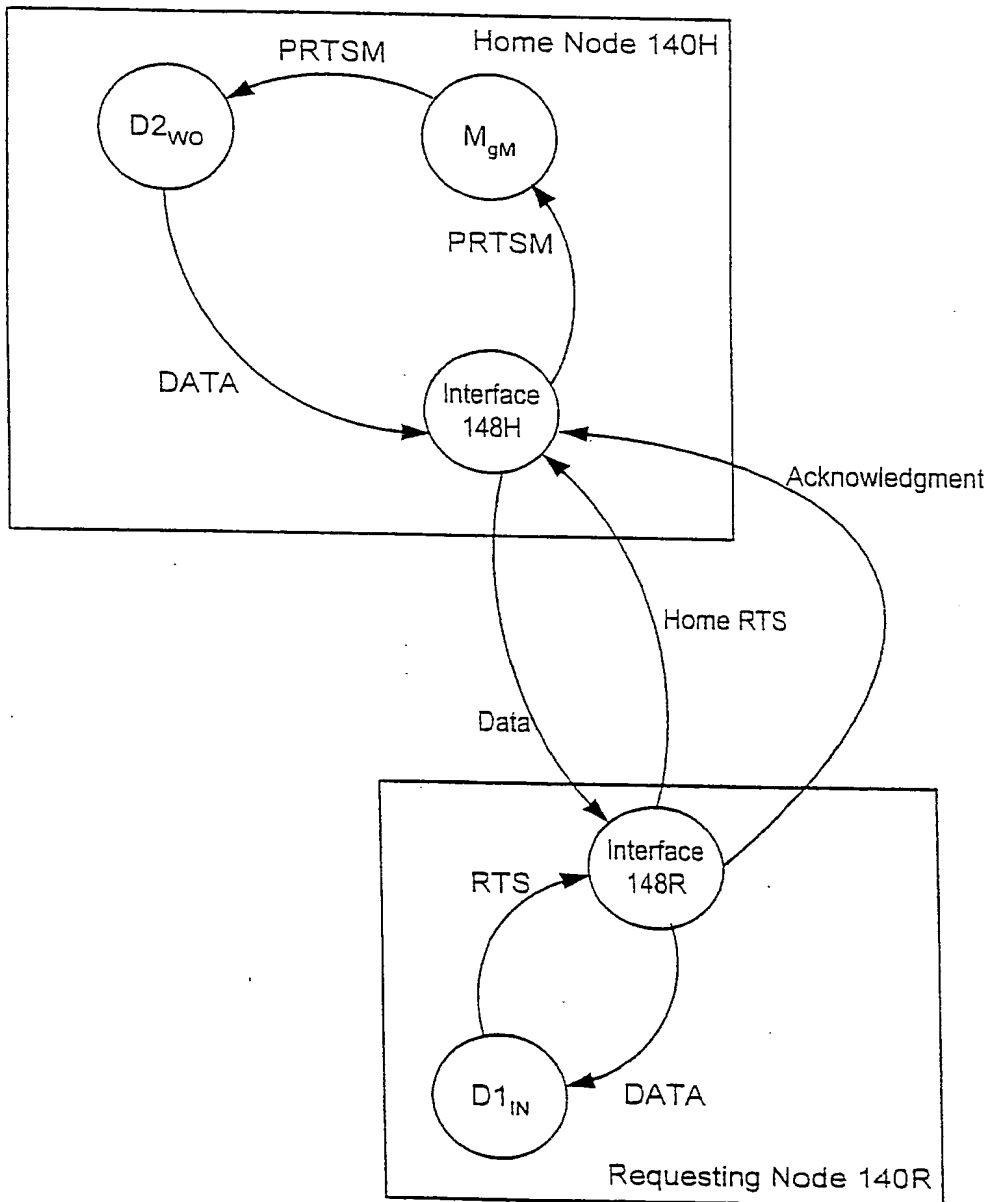 Home Node 140H
PRTSM
D2WO
MgM
PRTSM
DATA
Interface
148H
Acknowledgment
Home RTS
Data
Interface
148R
RTS
D1IN
DATA
Requesting Node 140R